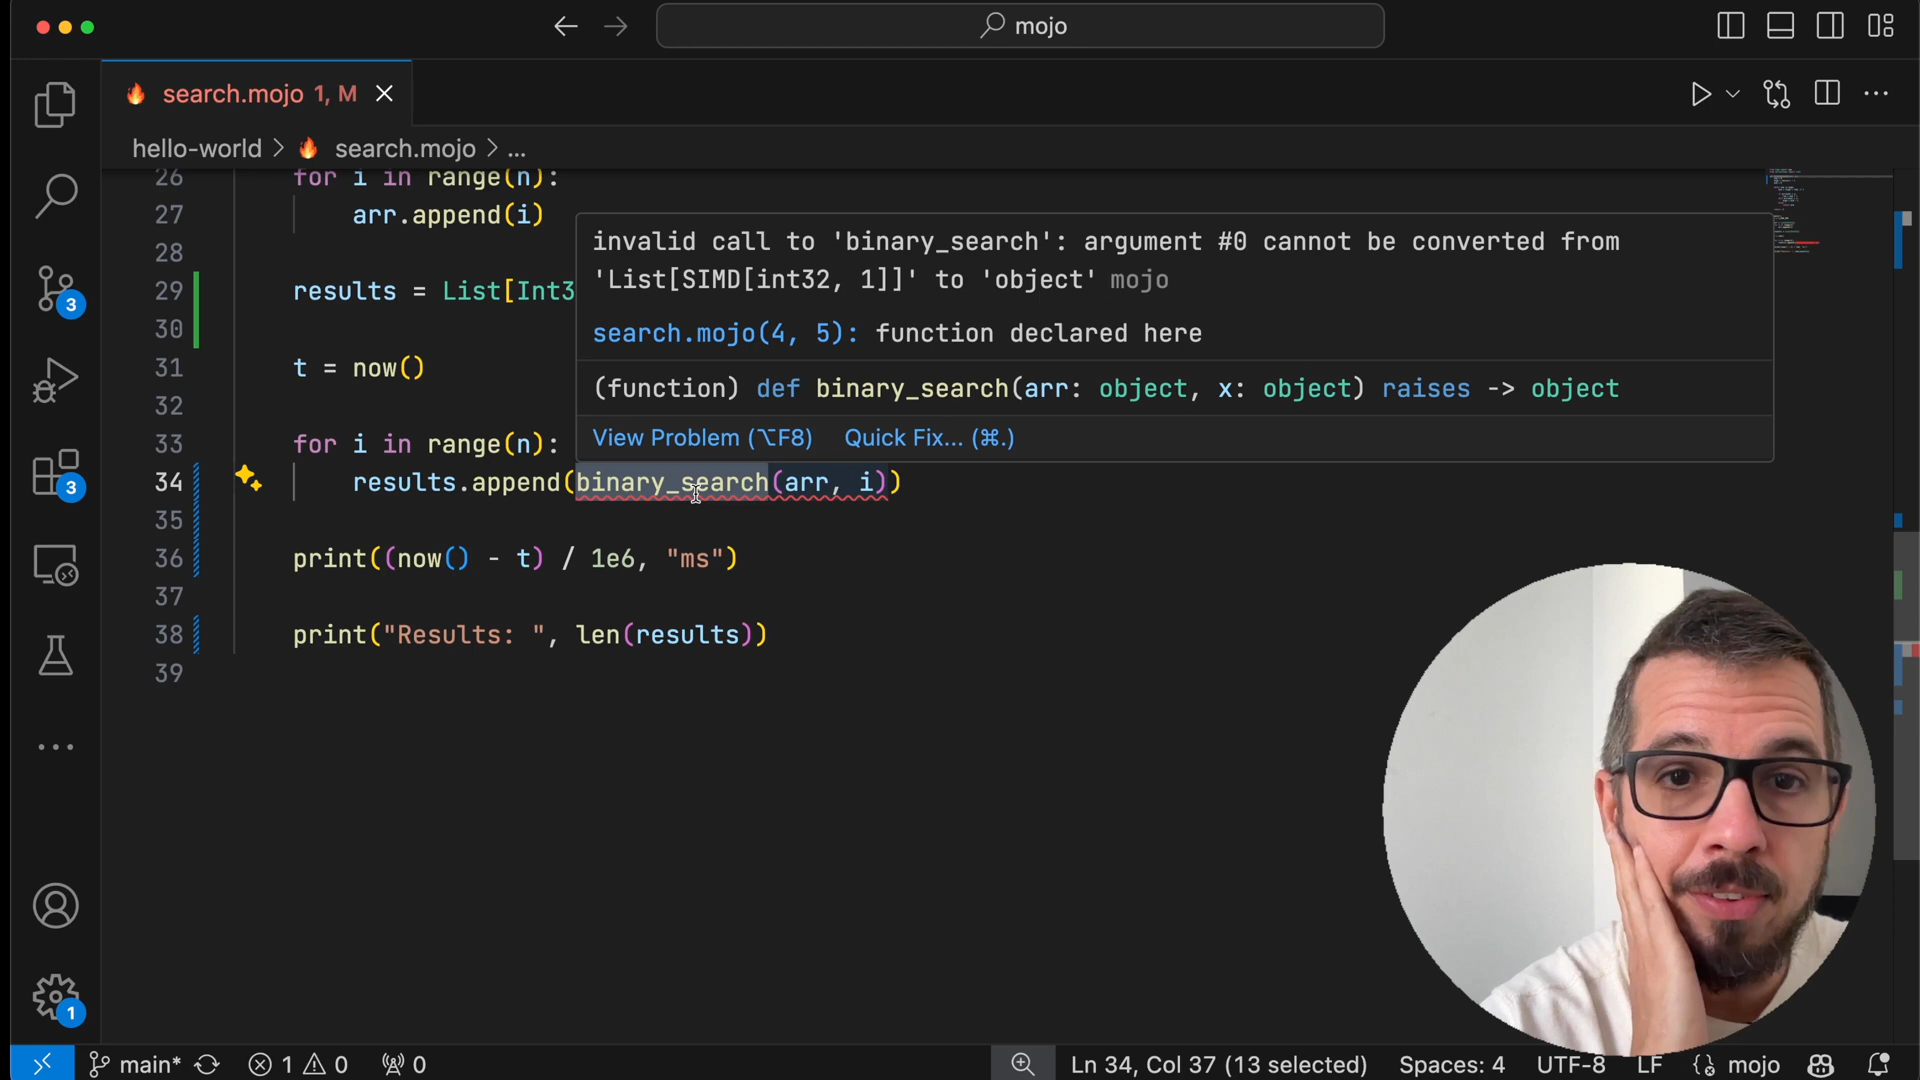 mojo
search.mojo 1, M
hello-world > search.mojo > ...
26 for i in range(n):
27 arr.append(i)
28
invalid call to 'binary_search': argument #0 cannot be converted from
'List[SIMD[int32, 1]]' to 'object' mojo
search.mojo(4, 5): function declared here
(function) def binary_search(arr: object, x: object) raises -> object
View Problem (⌥F8) Quick Fix... (⌘.)
29 results = List[Int3
30
31 t = now()
32
33 for i in range(n):
34 results.append(binary_search(arr, i))
35
36 print((now() - t) / 1e6, "ms")
37
38 print("Results: ", len(results))
39
3
3
1
main* 1 0 0 Ln 34, Col 37 (13 selected) Spaces: 4 UTF-8 LF mojo